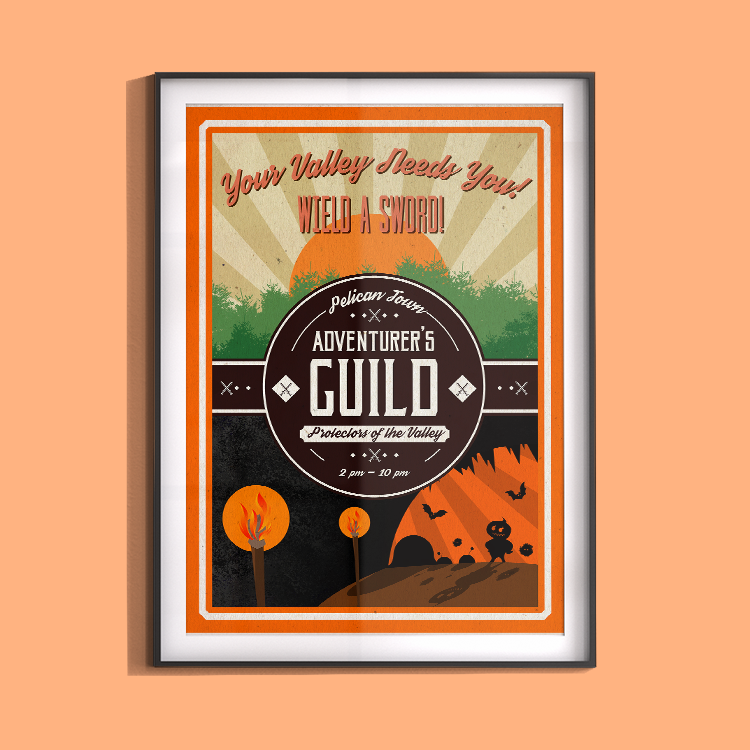 Your Valley Needs You!
WIELD A SWORD!
Pelican Town
ADVENTURER'S
GUILD
Protectors of the Valley
2 pm – 10 pm